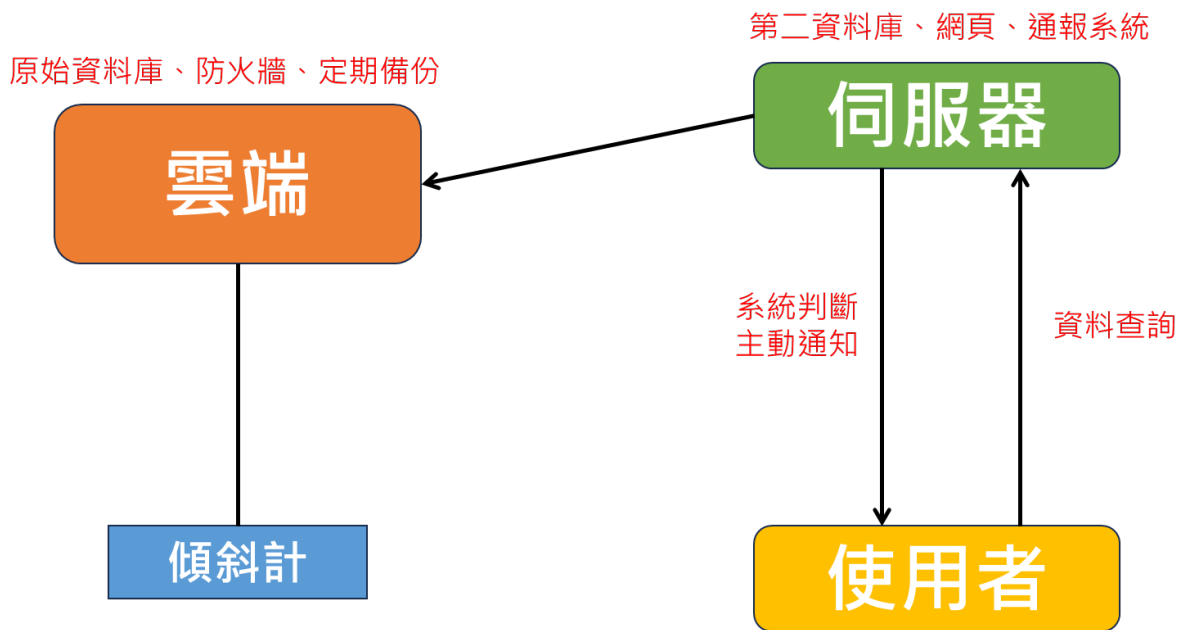 第二資料庫、網頁、通報系統
原始資料庫、防火牆、定期備份
伺服器
雲端
系統判斷
主動通知
資料查詢
傾斜計
使用者